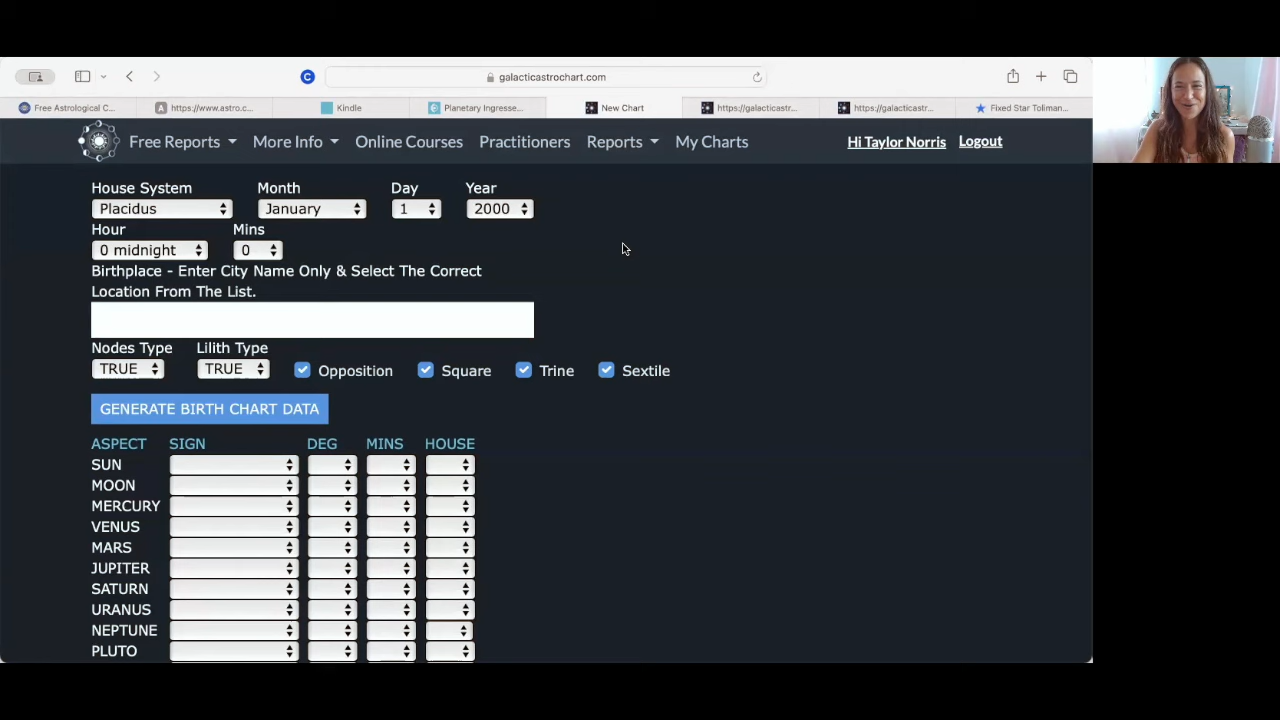 galacticastrochart.com
Free Astrological C...
https://www.astro.c...
Kindle
Planetary Ingresse...
New Chart
https://galacticastr...
https://galacticastr...
Fixed Star Toliman...
Free Reports
More Info
Online Courses
Practitioners
Reports
My Charts
Hi Taylor Norris
Logout
House System
Month
Day
Year
Placidus
January
1
2000
Hour
Mins
0 midnight
0
Birthplace - Enter City Name Only & Select The Correct
Location From The List.
Nodes Type
Lilith Type
TRUE
TRUE
Opposition
Square
Trine
Sextile
GENERATE BIRTH CHART DATA
ASPECT SIGN DEG MINS HOUSE
SUN
MOON
MERCURY
VENUS
MARS
JUPITER
SATURN
URANUS
NEPTUNE
PLUTO